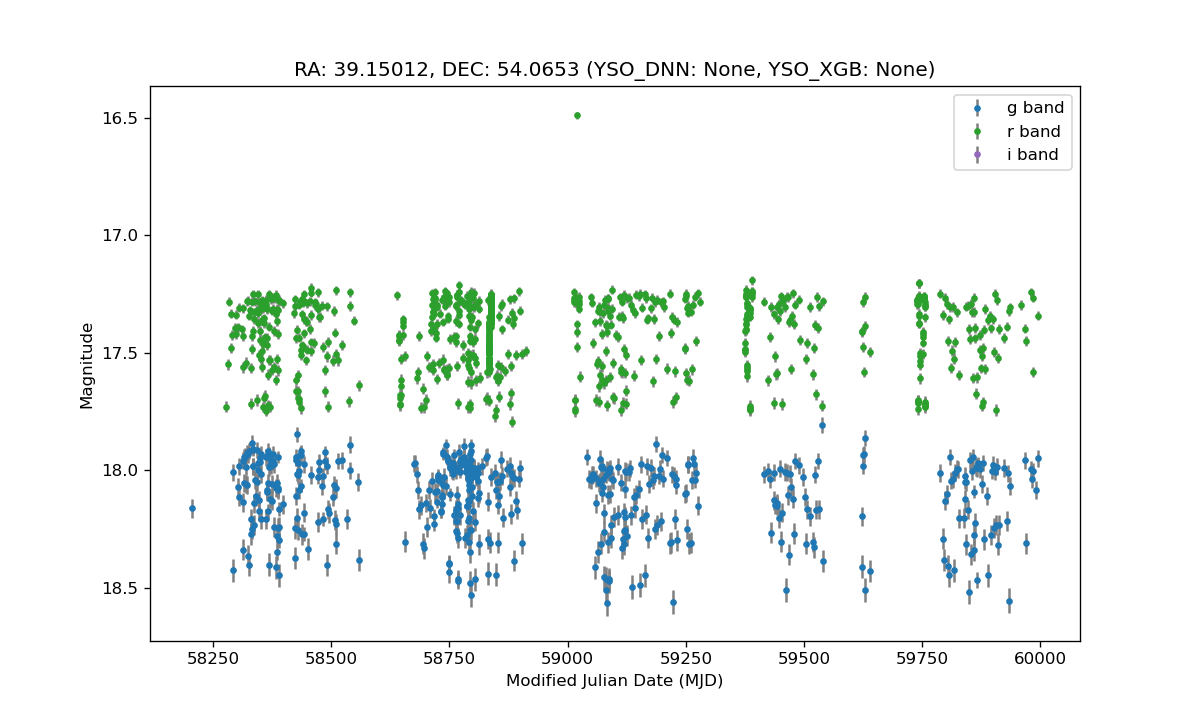 RA: 39.15012, DEC: 54.0653 (YSO_DNN: None, YSO_XGB: None)
g band
r band
i band
16.5
17.0
17.5
18.0
18.5
Magnitude
58250 58500 58750 59000 59250 59500 59750 60000
Modified Julian Date (MJD)